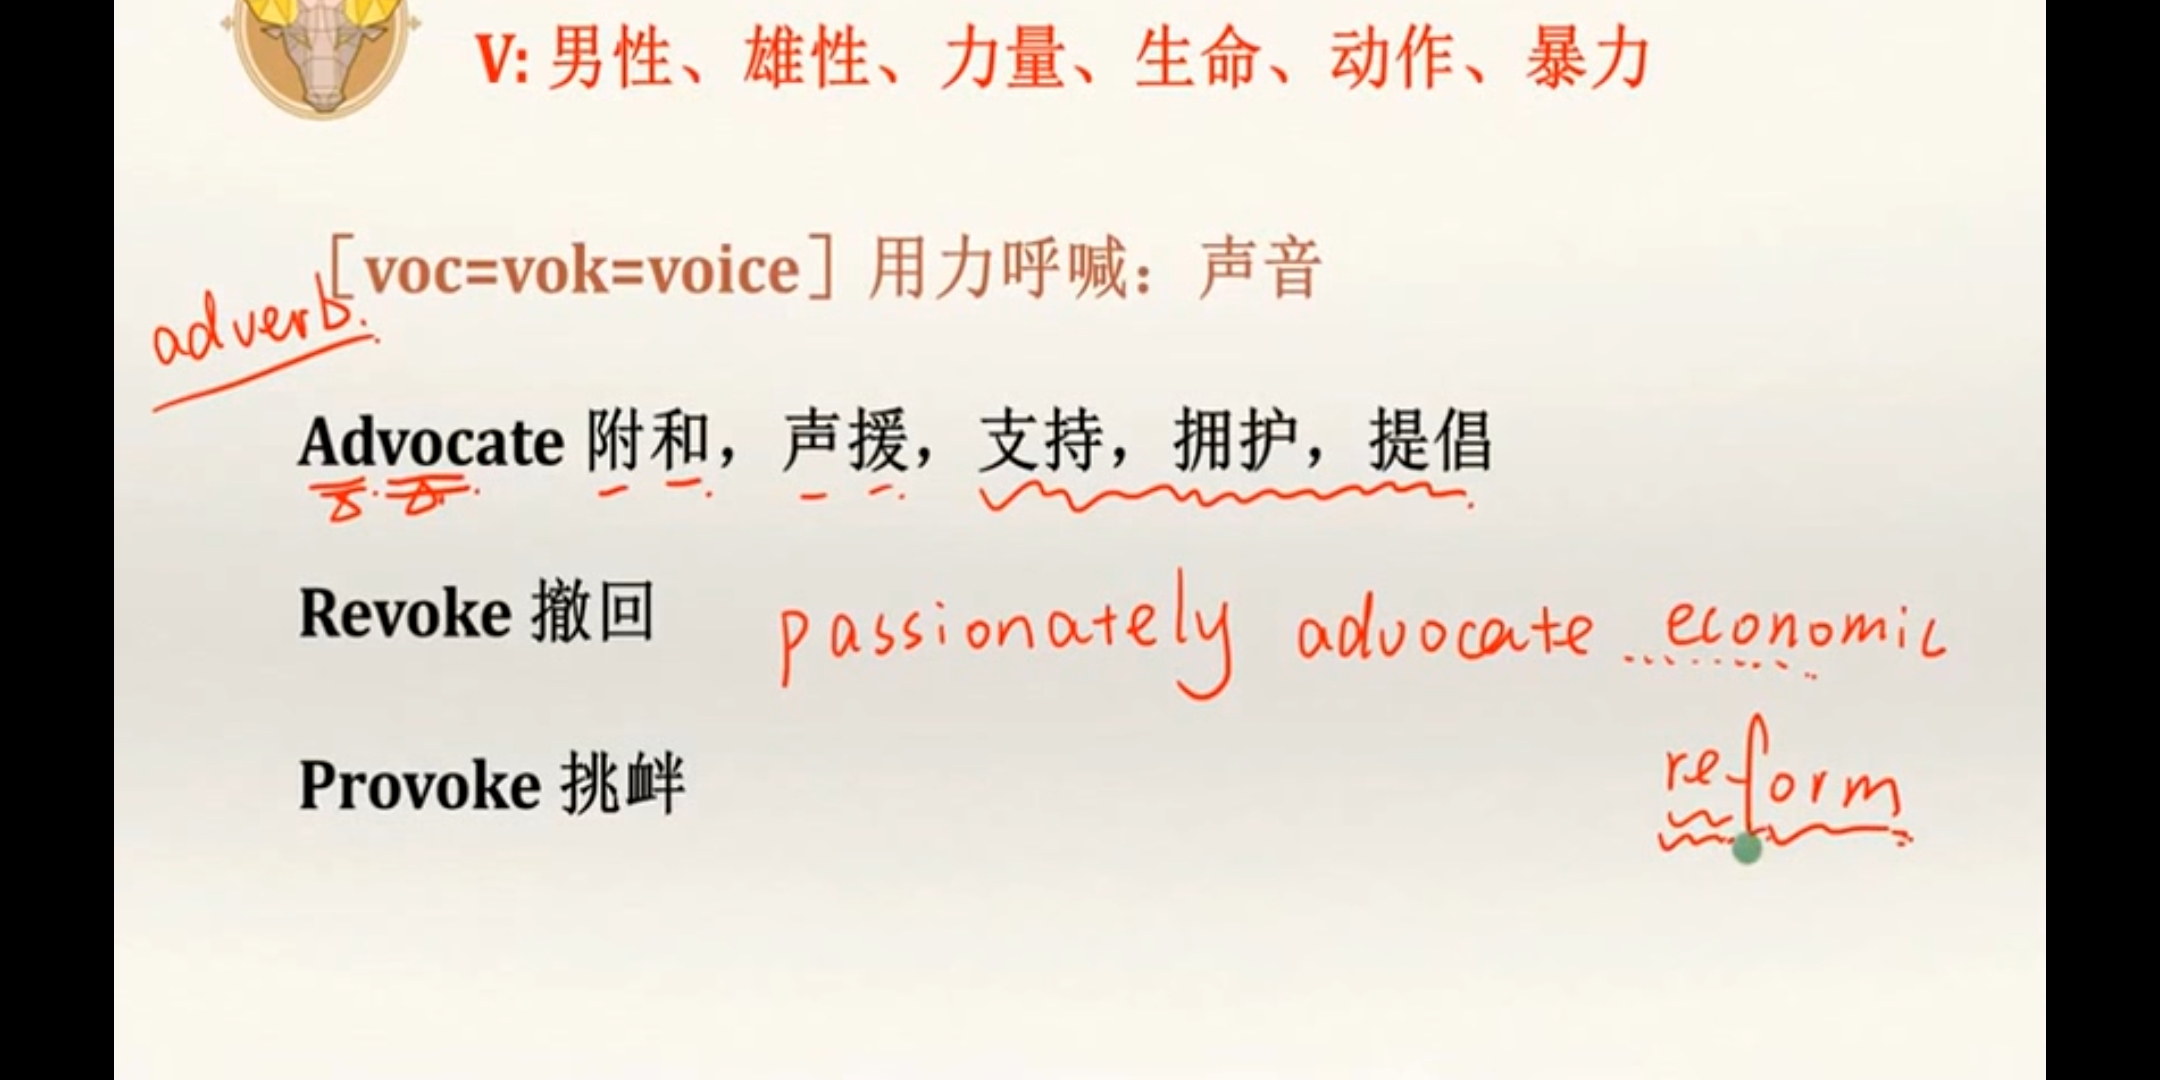 V: 男性、雄性、力量、生命、动作、暴力
［voc=vok=voice］用力呼喊：声音
adverb.
Advocate 附和，声援，支持，拥护，提倡
Revoke 撤回
passionately advocate economic
reform
Provoke 挑衅